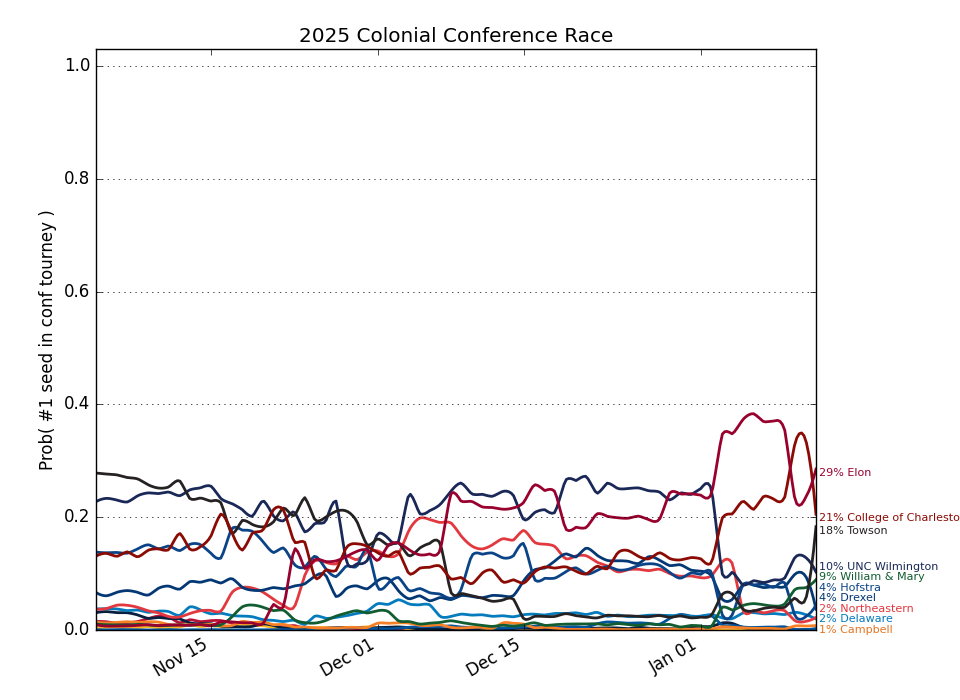 2025 Colonial Conference Race
Prob( #1 seed in conf tourney )
1.0
0.8
0.6
0.4
0.2
0.0
Nov 15
Dec 01
Dec 15
Jan 01
29% Elon
21% College of Charlesto
18% Towson
10% UNC Wilmington
9% William & Mary
4% Hofstra
4% Drexel
2% Northeastern
2% Delaware
1% Campbell